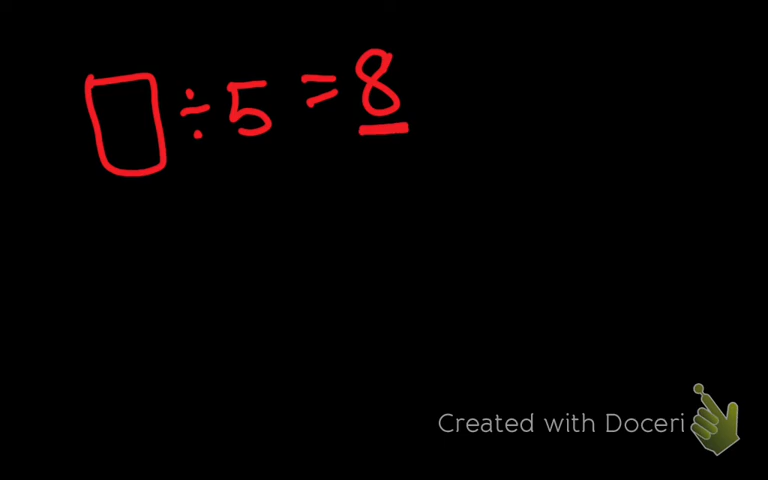 □ ÷ 5 = 8
Created with Doceri